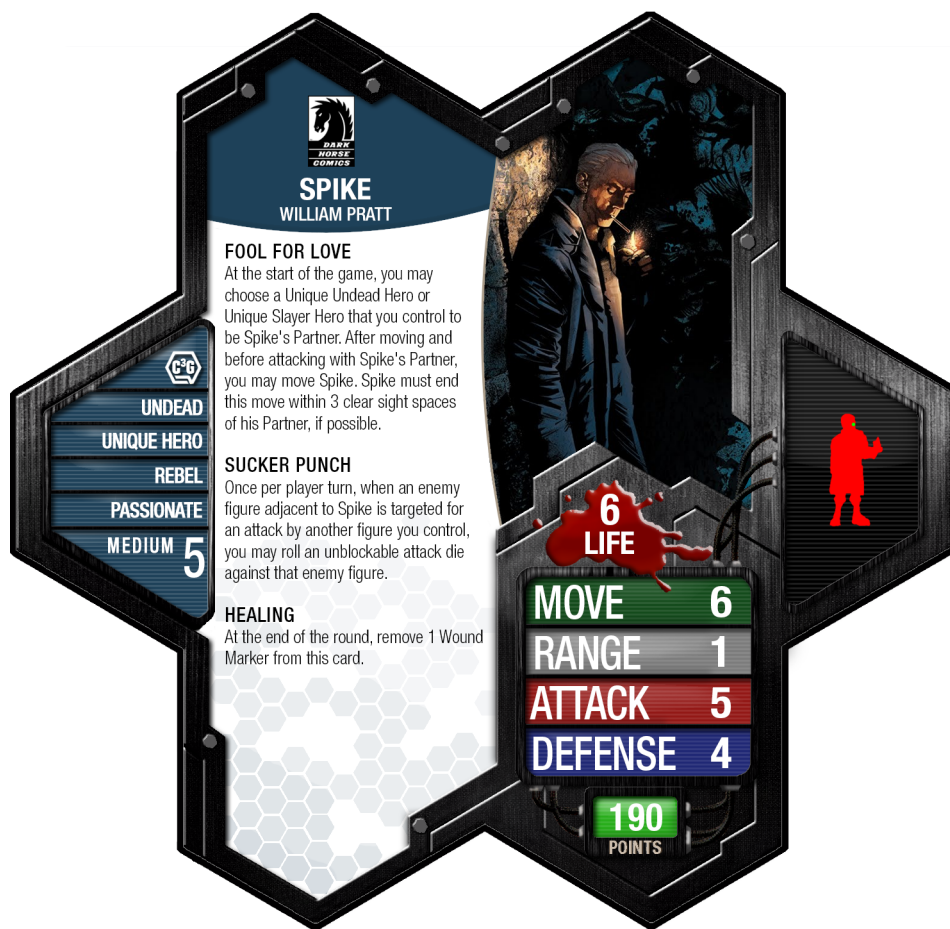 DARK
HORSE
COMICS
SPIKE
WILLIAM PRATT
FOOL FOR LOVE
At the start of the game, you may
choose a Unique Undead Hero or
Unique Slayer Hero that you control to
be Spike's Partner. After moving and
before attacking with Spike's Partner,
you may move Spike. Spike must end
this move within 3 clear sight spaces
of his Partner, if possible.
SUCKER PUNCH
Once per player turn, when an enemy
figure adjacent to Spike is targeted for
an attack by another figure you control,
you may roll an unblockable attack die
against that enemy figure.
HEALING
At the end of the round, remove 1 Wound
Marker from this card.
C3G
UNDEAD
UNIQUE HERO
REBEL
PASSIONATE
MEDIUM 5
6
LIFE
MOVE 6
RANGE 1
ATTACK 5
DEFENSE 4
190
POINTS